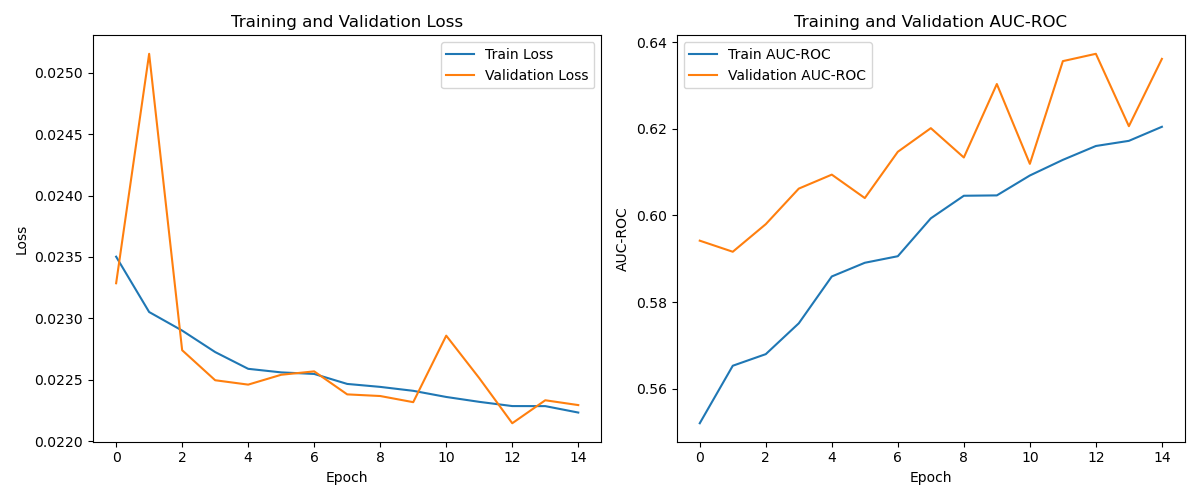 Training and Validation Loss
Train Loss
Validation Loss
0.0250
0.0245
0.0240
0.0235
0.0230
0.0225
0.0220
Loss
0 2 4 6 8 10 12 14
Epoch
Training and Validation AUC-ROC
Train AUC-ROC
Validation AUC-ROC
0.64
0.62
0.60
0.58
0.56
AUC-ROC
0 2 4 6 8 10 12 14
Epoch